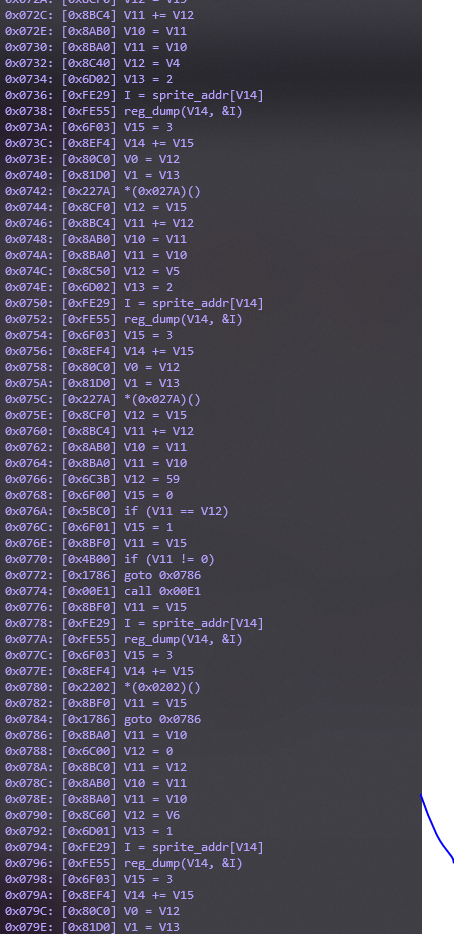 0x072C: [0x8BC4] V11 += V12
0x072E: [0x8AB0] V10 = V11
0x0730: [0x8BA0] V11 = V10
0x0732: [0x8C40] V12 = V4
0x0734: [0x6D02] V13 = 2
0x0736: [0xFE29] I = sprite_addr[V14]
0x0738: [0xFE55] reg_dump(V14, &I)
0x073A: [0x6F03] V15 = 3
0x073C: [0x8EF4] V14 += V15
0x073E: [0x80C0] V0 = V12
0x0740: [0x81D0] V1 = V13
0x0742: [0x227A] *(0x027A)()
0x0744: [0x8CF0] V12 = V15
0x0746: [0x8BC4] V11 += V12
0x0748: [0x8AB0] V10 = V11
0x074A: [0x8BA0] V11 = V10
0x074C: [0x8C50] V12 = V5
0x074E: [0x6D02] V13 = 2
0x0750: [0xFE29] I = sprite_addr[V14]
0x0752: [0xFE55] reg_dump(V14, &I)
0x0754: [0x6F03] V15 = 3
0x0756: [0x8EF4] V14 += V15
0x0758: [0x80C0] V0 = V12
0x075A: [0x81D0] V1 = V13
0x075C: [0x227A] *(0x027A)()
0x075E: [0x8CF0] V12 = V15
0x0760: [0x8BC4] V11 += V12
0x0762: [0x8AB0] V10 = V11
0x0764: [0x8BA0] V11 = V10
0x0766: [0x6C3B] V12 = 59
0x0768: [0x6F00] V15 = 0
0x076A: [0x5BC0] if (V11 == V12)
0x076C: [0x6F01] V15 = 1
0x076E: [0x8BF0] V11 = V15
0x0770: [0x4B00] if (V11 != 0)
0x0772: [0x1786] goto 0x0786
0x0774: [0x00E1] call 0x00E1
0x0776: [0x8BF0] V11 = V15
0x0778: [0xFE29] I = sprite_addr[V14]
0x077A: [0xFE55] reg_dump(V14, &I)
0x077C: [0x6F03] V15 = 3
0x077E: [0x8EF4] V14 += V15
0x0780: [0x2202] *(0x0202)()
0x0782: [0x8BF0] V11 = V15
0x0784: [0x1786] goto 0x0786
0x0786: [0x8BA0] V11 = V10
0x0788: [0x6C00] V12 = 0
0x078A: [0x8BC0] V11 = V12
0x078C: [0x8AB0] V10 = V11
0x078E: [0x8BA0] V11 = V10
0x0790: [0x8C60] V12 = V6
0x0792: [0x6D01] V13 = 1
0x0794: [0xFE29] I = sprite_addr[V14]
0x0796: [0xFE55] reg_dump(V14, &I)
0x0798: [0x6F03] V15 = 3
0x079A: [0x8EF4] V14 += V15
0x079C: [0x80C0] V0 = V12
0x079E: [0x81D0] V1 = V13